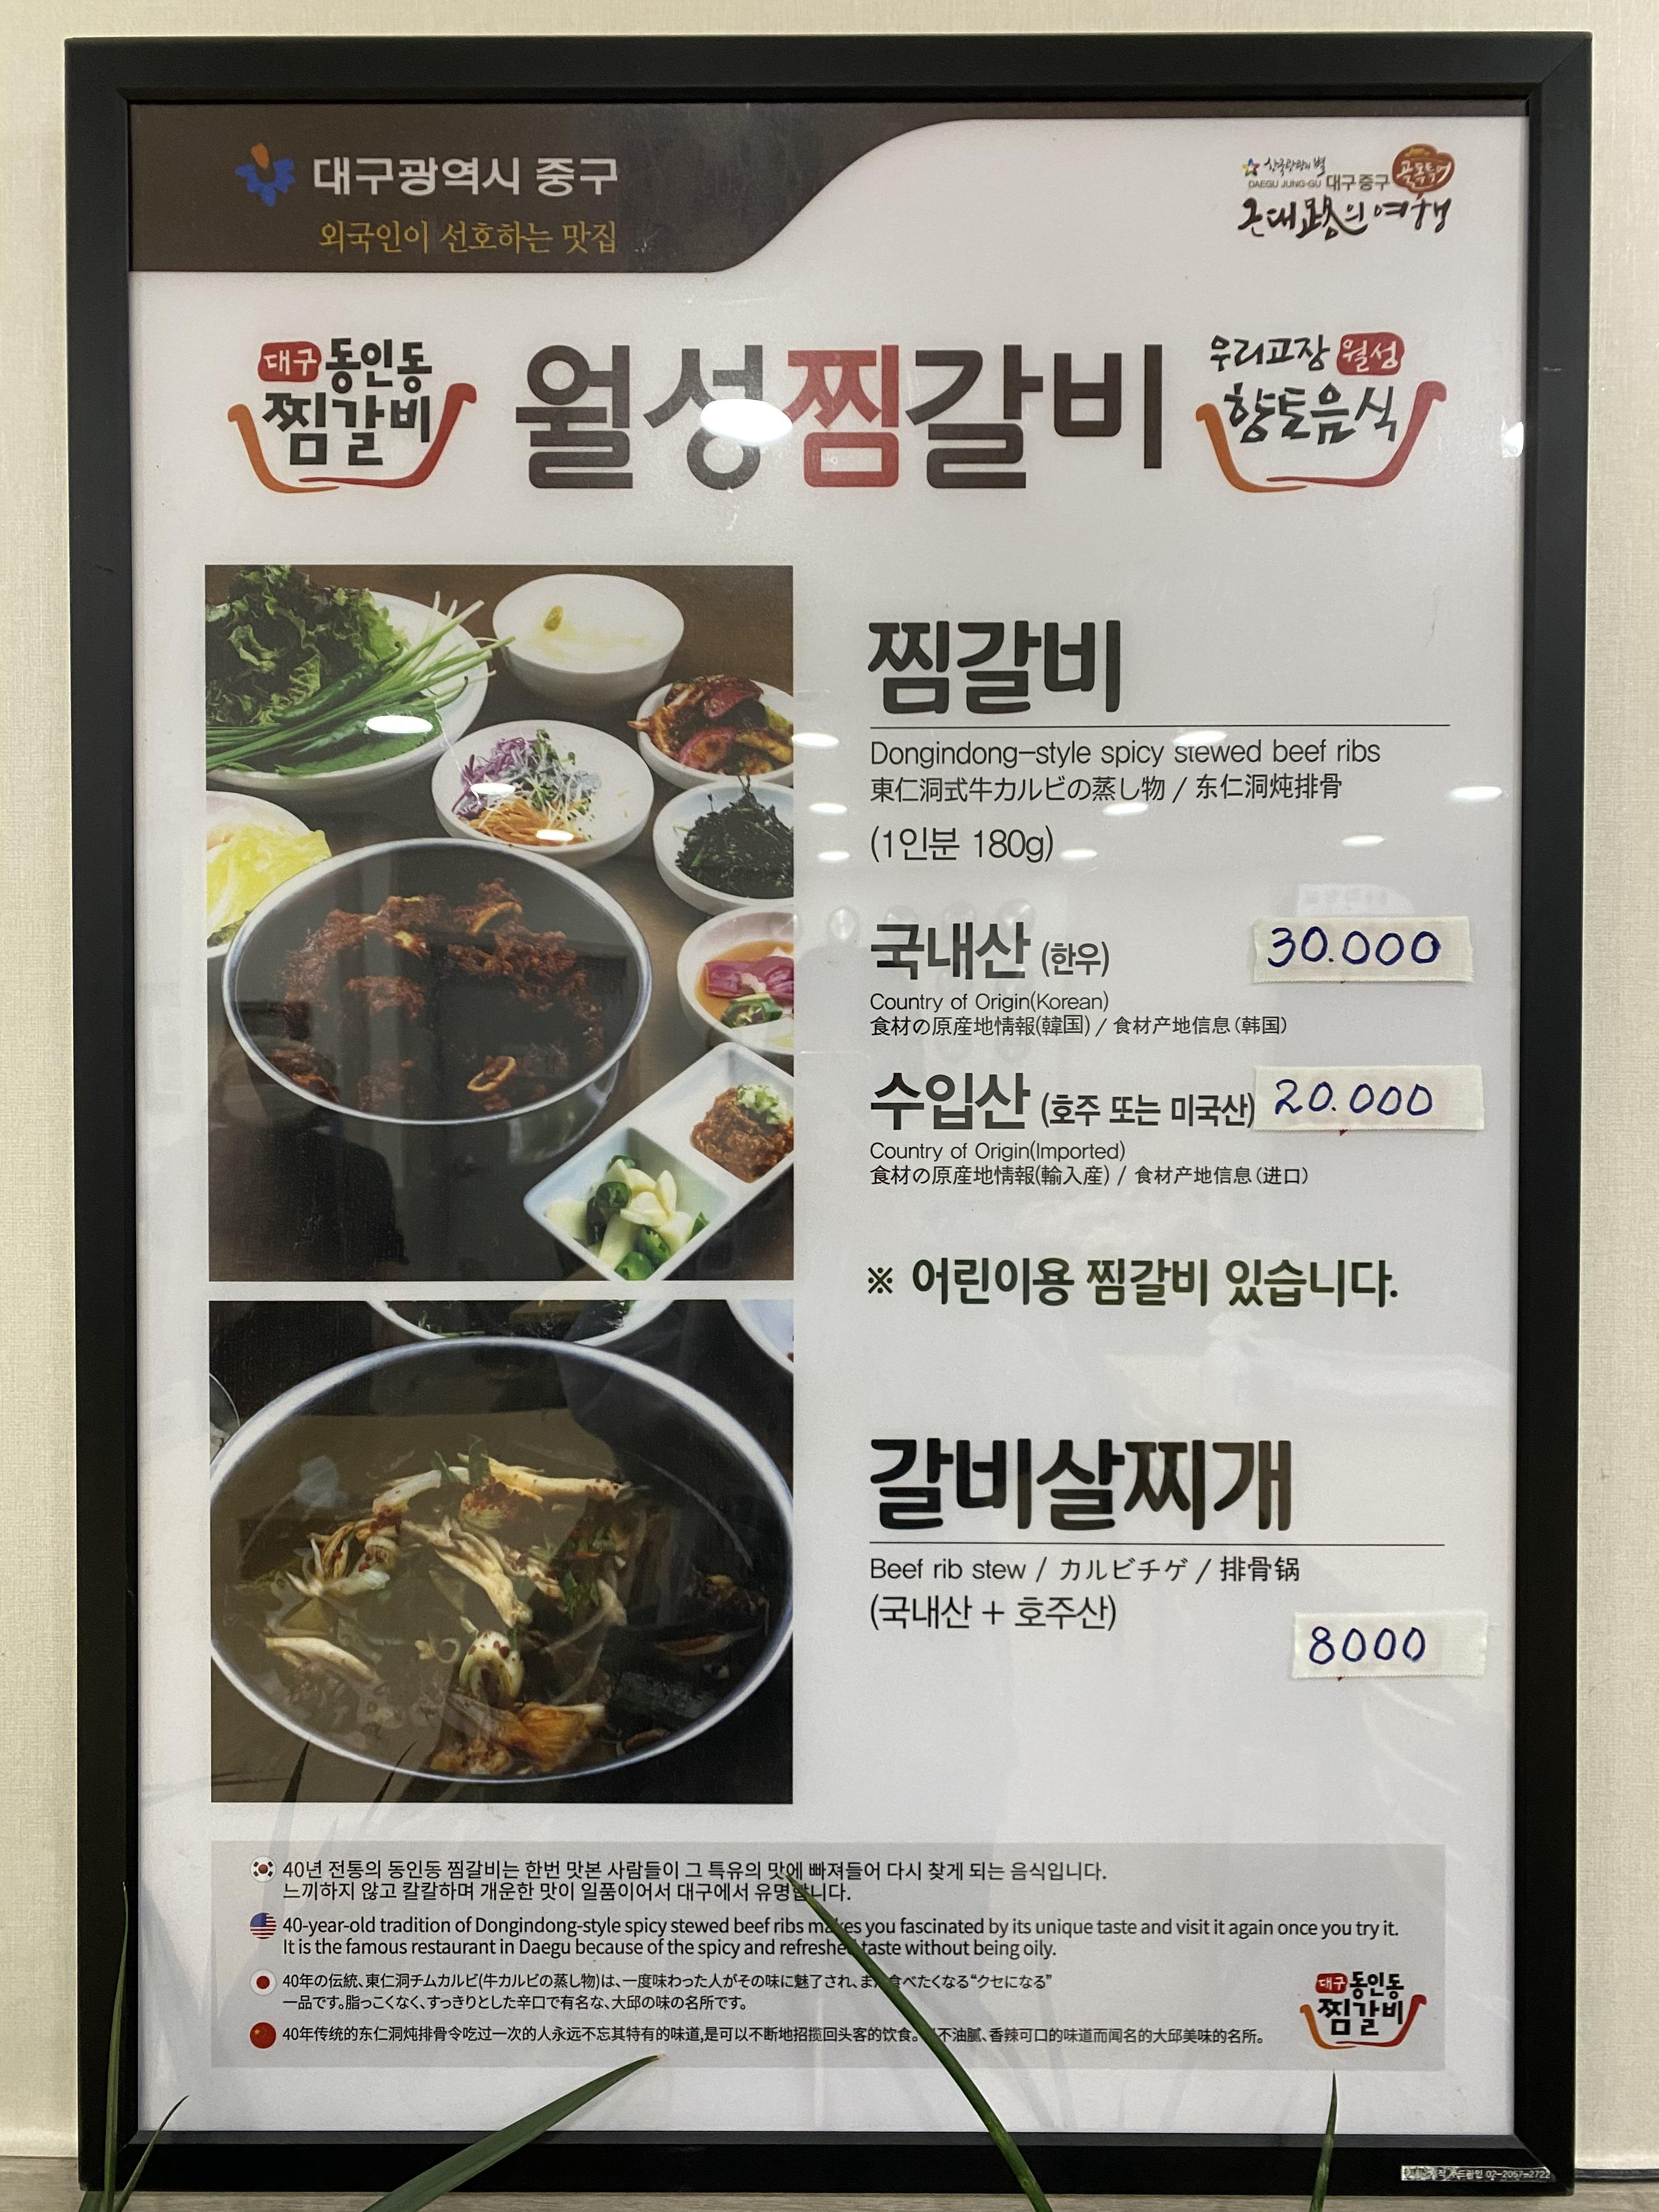 대구광역시 중구
외국인이 선호하는 맛집
한국관광의 별
DAEGU JUNG-GU 대구 중구 골목투어
근대路의 여행
대구 동인동
찜갈비
월성찜갈비
우리고장 월성
향토음식
찜갈비
Dongindong-style spicy stewed beef ribs
東仁洞式牛カルビの蒸し物 / 东仁洞炖排骨
(1인분 180g)
국내산 (한우) 30.000
Country of Origin(Korean)
食材の原産地情報(韓国) / 食材产地信息(韩国)
수입산 (호주 또는 미국산) 20.000
Country of Origin(Imported)
食材の原産地情報(輸入産) / 食材产地信息(进口)
※ 어린이용 찜갈비 있습니다.
갈비살찌개
Beef rib stew / カルビチゲ / 排骨锅
(국내산 + 호주산)
8000
40년 전통의 동인동 찜갈비는 한번 맛본 사람들이 그 특유의 맛에 빠져들어 다시 찾게 되는 음식입니다.
느끼하지 않고 칼칼하며 개운한 맛이 일품이어서 대구에서 유명합니다.
40-year-old tradition of Dongindong-style spicy stewed beef ribs makes you fascinated by its unique taste and visit it again once you try it.
It is the famous restaurant in Daegu because of the spicy and refreshed taste without being oily.
40年の伝統、東仁洞チムカルビ(牛カルビの蒸し物)は、一度味わった人がその味に魅了され、また食べたくなる“クセになる”
一品です。脂っこくなく、すっきりとした辛口で有名な、大邱の味の名所です。
40年传统的东仁洞炖排骨令吃过一次的人永远不忘其特有的味道,是可以不断地招揽回头客的饮食。 不油腻、香辣可口的味道而闻名的大邱美味的名所。
대구 동인동
찜갈비
드림인 02-2057-2722